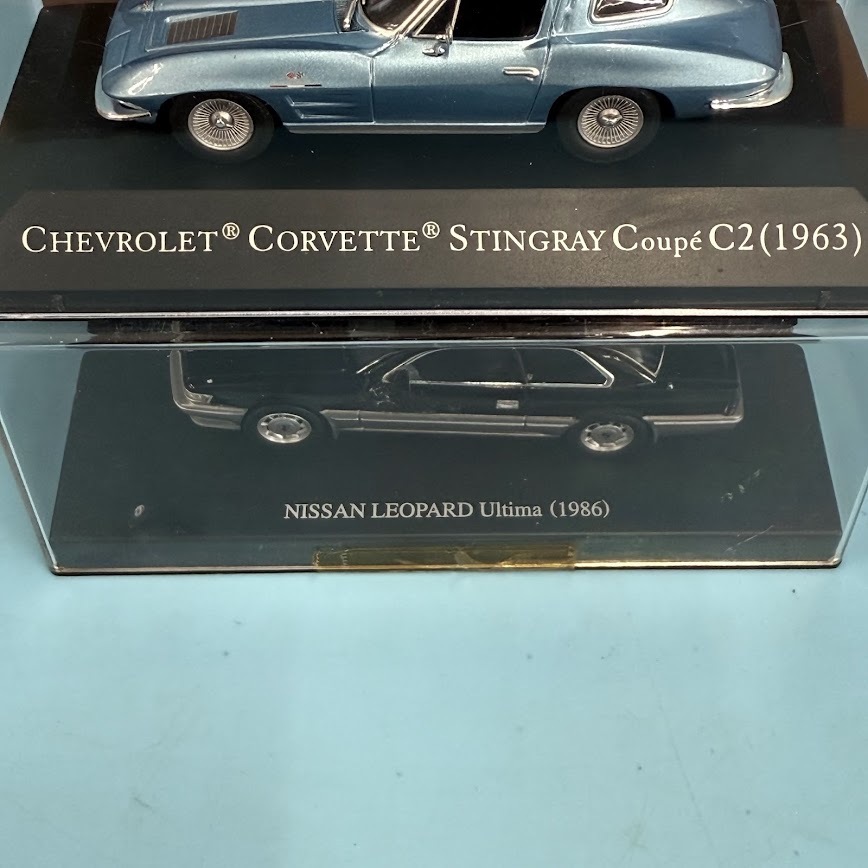 CHEVROLET® CORVETTE® STINGRAY Coupé C2 (1963)
NISSAN LEOPARD Ultima (1986)